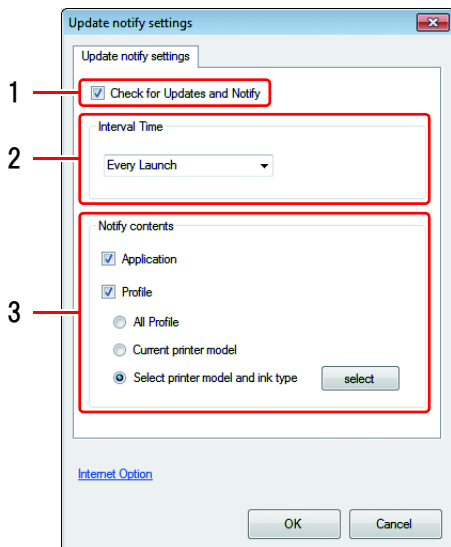 Update notify settings
Update notify settings
1
Check for Updates and Notify
2
Interval Time
Every Launch
3
Notify contents
Application
Profile
All Profile
Current printer model
Select printer model and ink type
select
Internet Option
OK
Cancel